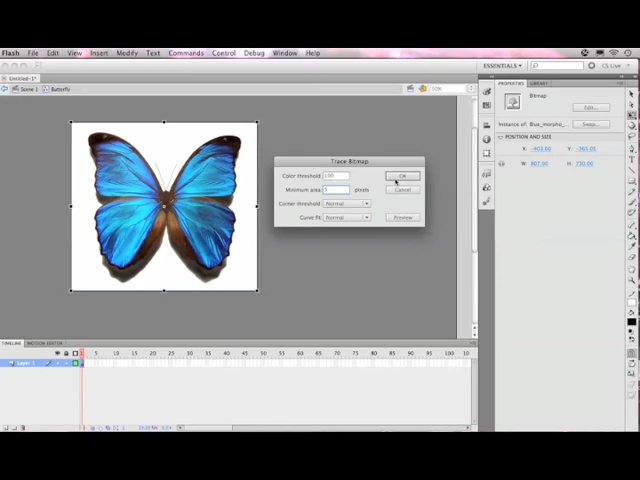 Flash File Edit View Insert Modify Text Commands Control Debug Window Help
ESSENTIALS CS Live
Untitled-1*
Scene 1 Butterfly
PROPERTIES LIBRARY
Bitmap
Edit...
Instance of: Blue_morpho_... Swap...
POSITION AND SIZE
X: -403.00 Y: -365.05
W: 807.00 H: 730.00
Trace Bitmap
Color threshold: 100 OK
Minimum area: 5 pixels Cancel
Corner threshold: Normal
Curve Fit: Normal Preview
TIMELINE MOTION EDITOR
5 10 15 20 25 30 35 40 45 50 55 60 65 70 75 80 85 90 95 100 105 110
Layer 1